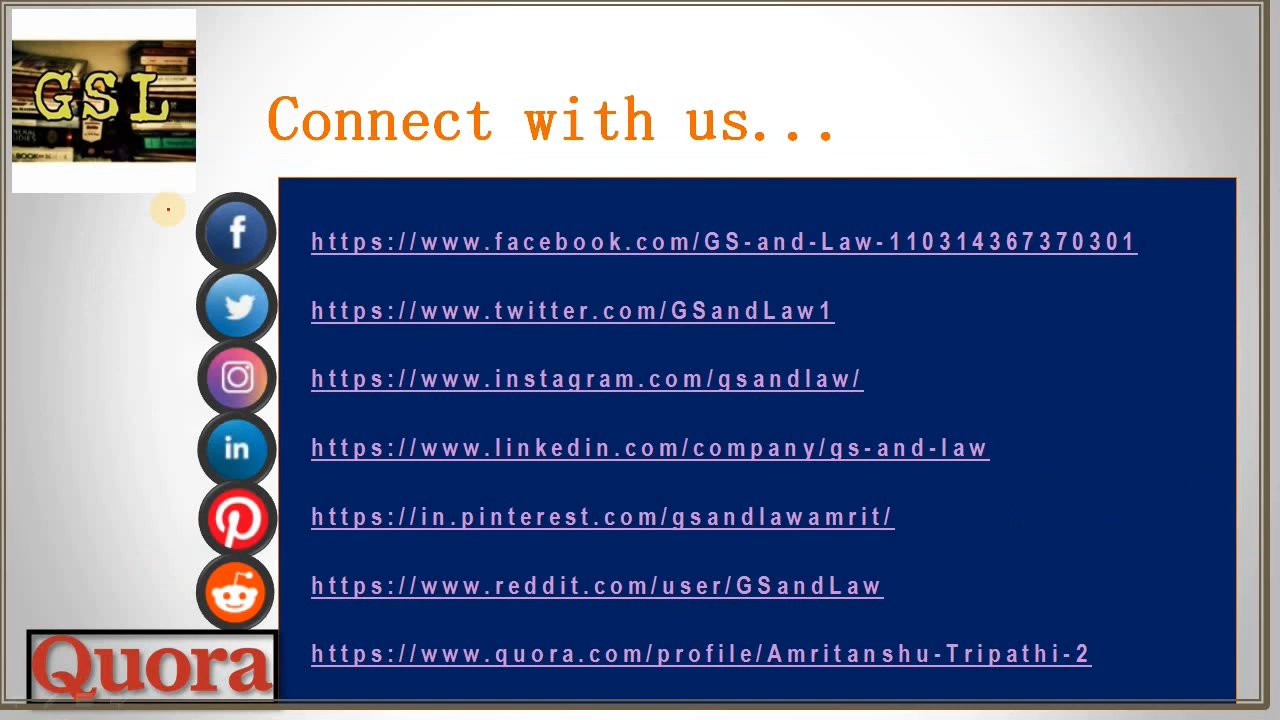 GSL
Connect with us...
https://www.facebook.com/GS-and-Law-110314367370301
https://www.twitter.com/GSandLaw1
https://www.instagram.com/gsandlaw/
https://www.linkedin.com/company/gs-and-law
in
https://in.pinterest.com/gsandlawamrit/
https://www.reddit.com/user/GSandLaw
https://www.quora.com/profile/Amritanshu-Tripathi-2
Quora